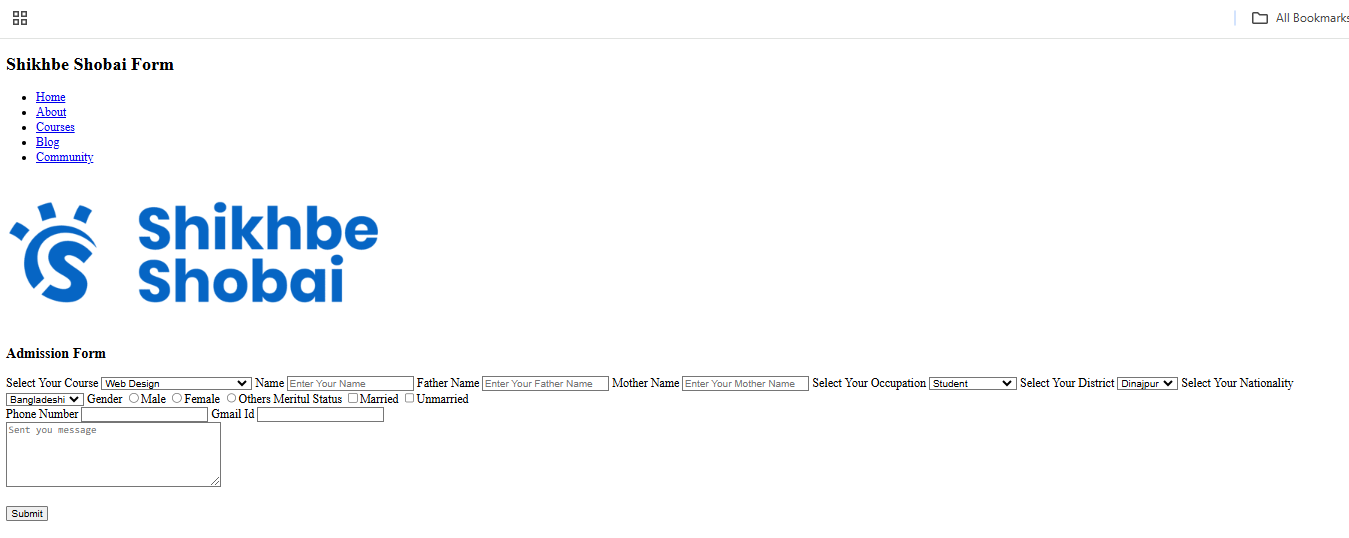 All Bookmarks
Shikhbe Shobai Form
Home
About
Courses
Blog
Community
Shikhbe
Shobai
Admission Form
Select Your Course Web Design Name Enter Your Name Father Name Enter Your Father Name Mother Name Enter Your Mother Name Select Your Occupation Student Select Your District Dinajpur Select Your Nationality
Bangladeshi Gender Male Female Others Meritul Status Married Unmarried
Phone Number Gmail Id
Sent you message
Submit